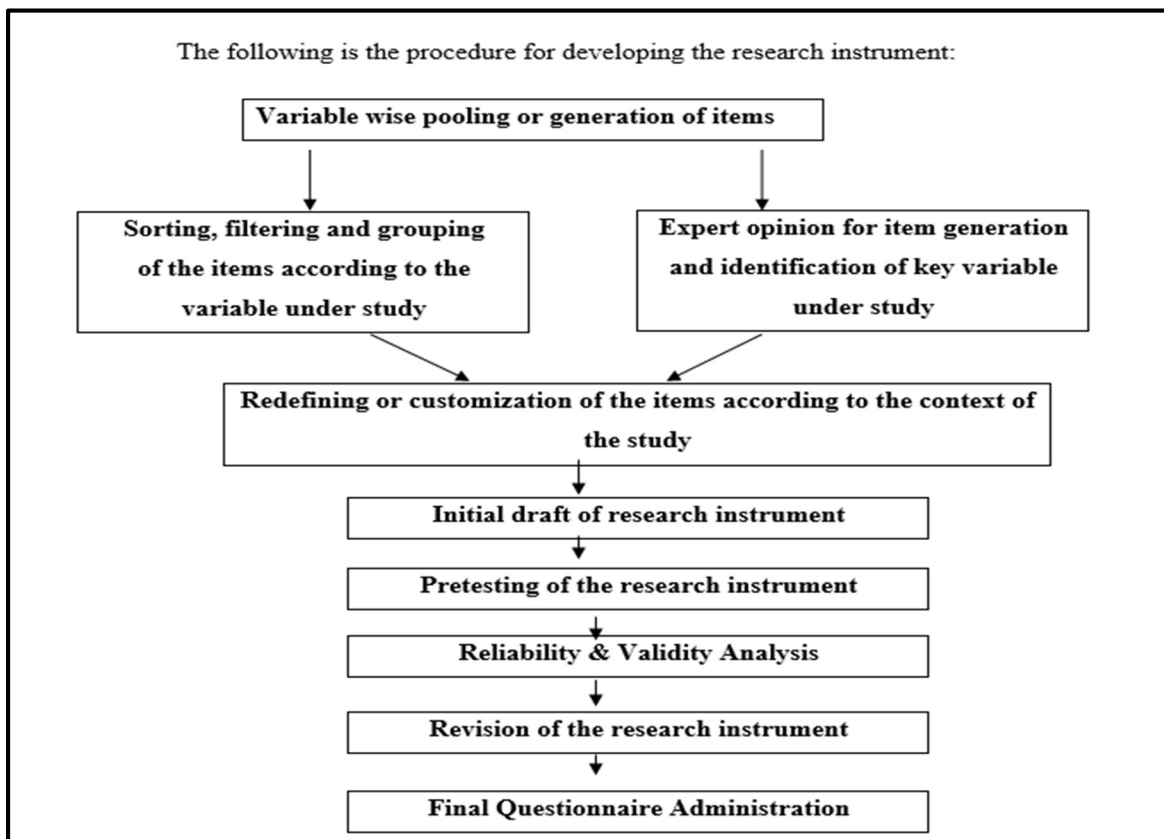 The following is the procedure for developing the research instrument:
Variable wise pooling or generation of items
Sorting, filtering and grouping
of the items according to the
variable under study
Expert opinion for item generation
and identification of key variable
under study
Redefining or customization of the items according to the context of
the study
Initial draft of research instrument
Pretesting of the research instrument
Reliability & Validity Analysis
Revision of the research instrument
Final Questionnaire Administration